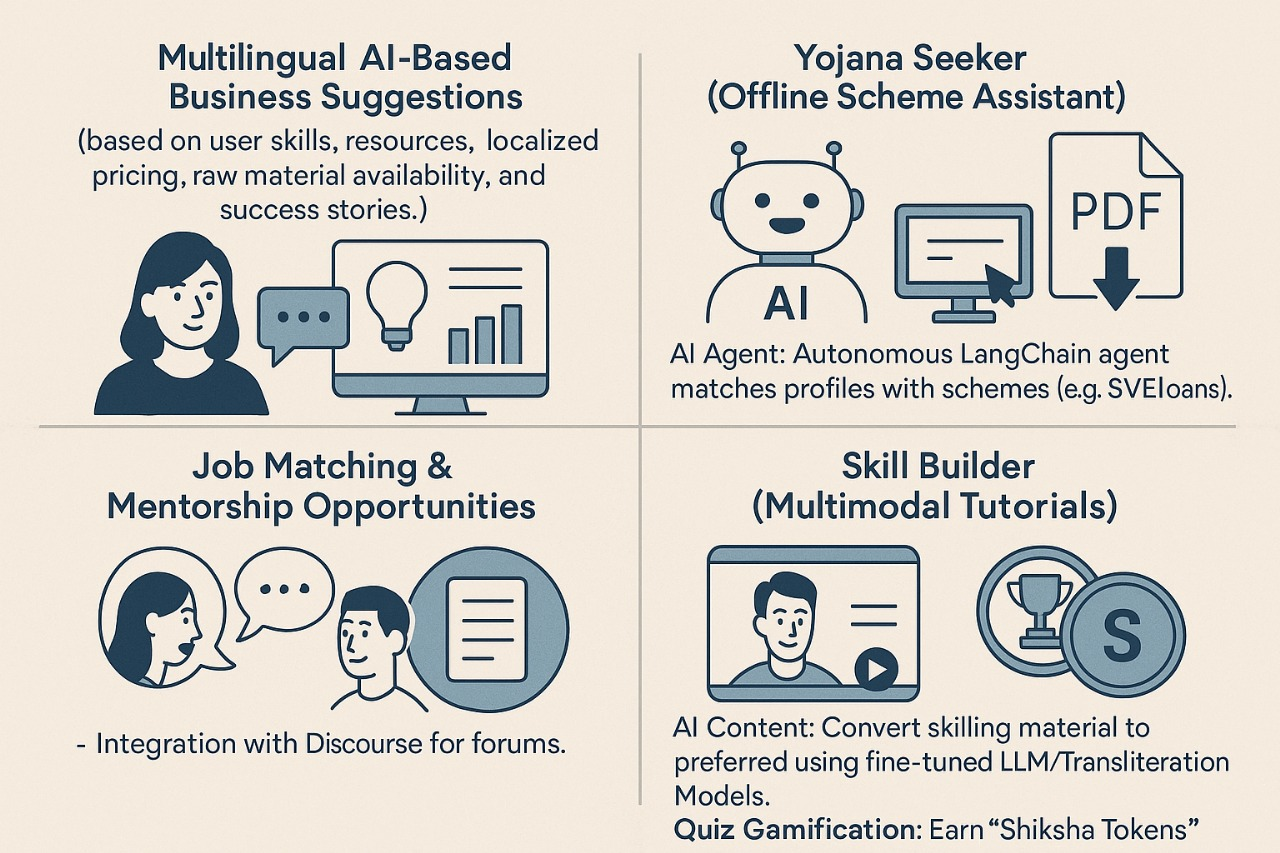 Multilingual AI-Based
Business Suggestions
(based on user skills, resources, localized
pricing, raw material availability, and
success stories.)
Yojana Seeker
(Offline Scheme Assistant)
AI
PDF
AI Agent: Autonomous LangChain agent
matches profiles with schemes (e.g. SVEloans).
Job Matching &
Mentorship Opportunities
- Integration with Discourse for forums.
Skill Builder
(Multimodal Tutorials)
S
AI Content: Convert skilling material to
preferred using fine-tuned LLM/Transliteration
Models.
Quiz Gamification: Earn “Shiksha Tokens”